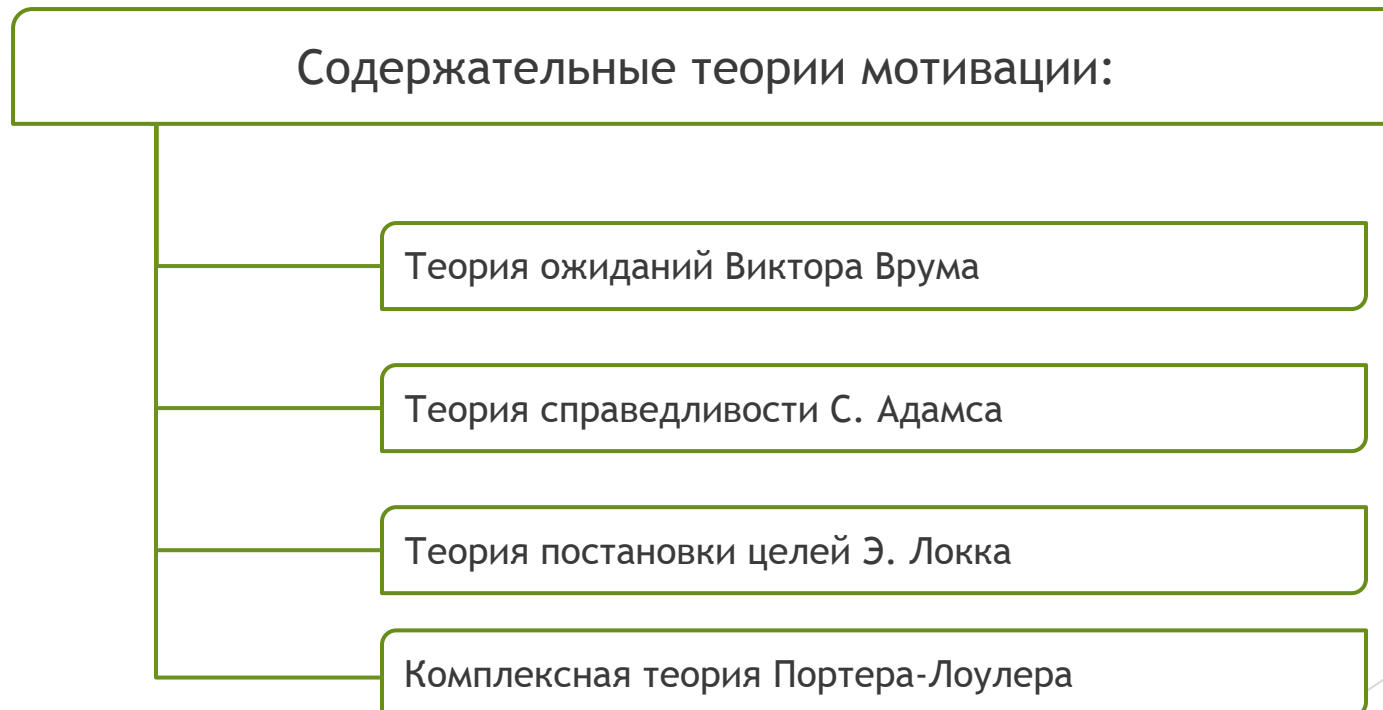 Содержательные теории мотивации:
Теория ожиданий Виктора Врума
Теория справедливости С. Адамса
Теория постановки целей Э. Локка
Комплексная теория Портера-Лоулера